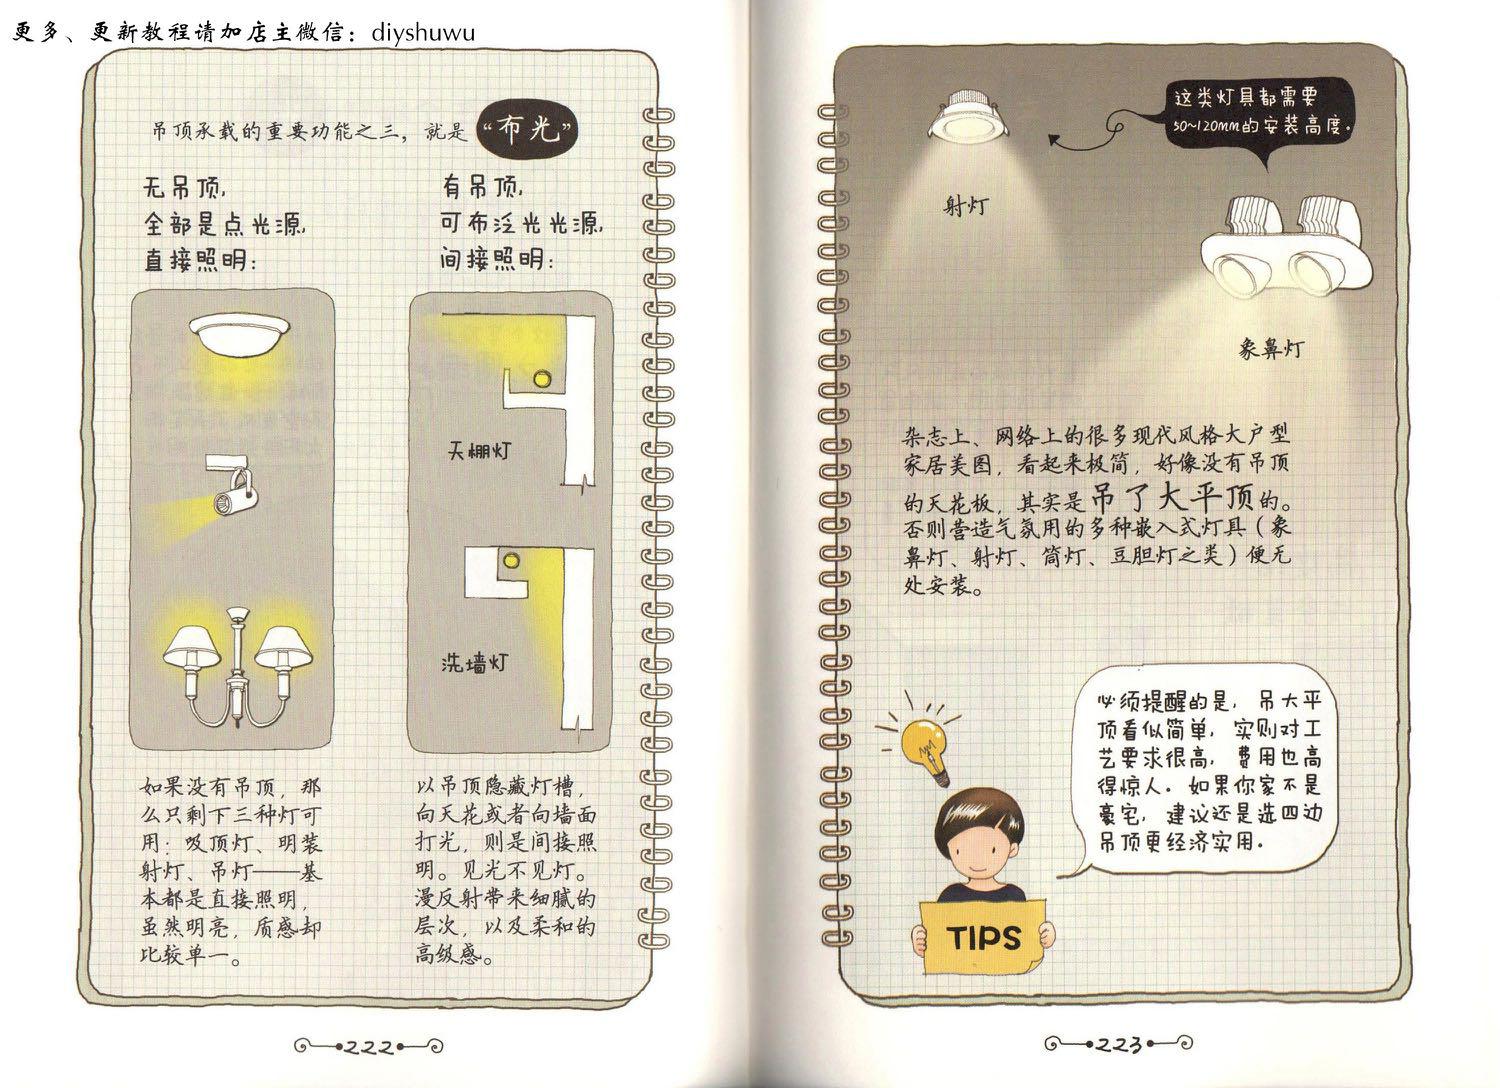 更多、更新教程请加店主微信：diyshuwu
吊顶承载的重要功能之三，就是“布光”
无吊顶，
全部是点光源，
直接照明：
有吊顶，
可布泛光光源，
间接照明：
天棚灯
洗墙灯
如果没有吊顶，那
么只剩下三种灯可
用：吸顶灯、明装
射灯、吊灯——基
本都是直接照明，
虽然明亮，质感却
比较单一。
以吊顶隐藏灯槽，
向天花或者向墙面
打光，则是间接照
明。见光不见灯。
漫反射带来细腻的
层次，以及柔和的
高级感。
222
这类灯具都需要
50~120mm的安装高度.
射灯
象鼻灯
杂志上、网络上的很多现代风格大户型
家居美图，看起来极简，好像没有吊顶
的天花板，其实是吊了大平顶的。
否则营造气氛用的多种嵌入式灯具（象
鼻灯、射灯、筒灯、豆胆灯之类）便无
处安装。
必须提醒的是，吊大平
顶看似简单，实则对工
艺要求很高，费用也高
得惊人. 如果你家不是
豪宅，建议还是选四边
吊顶更经济实用.
TIPS
223